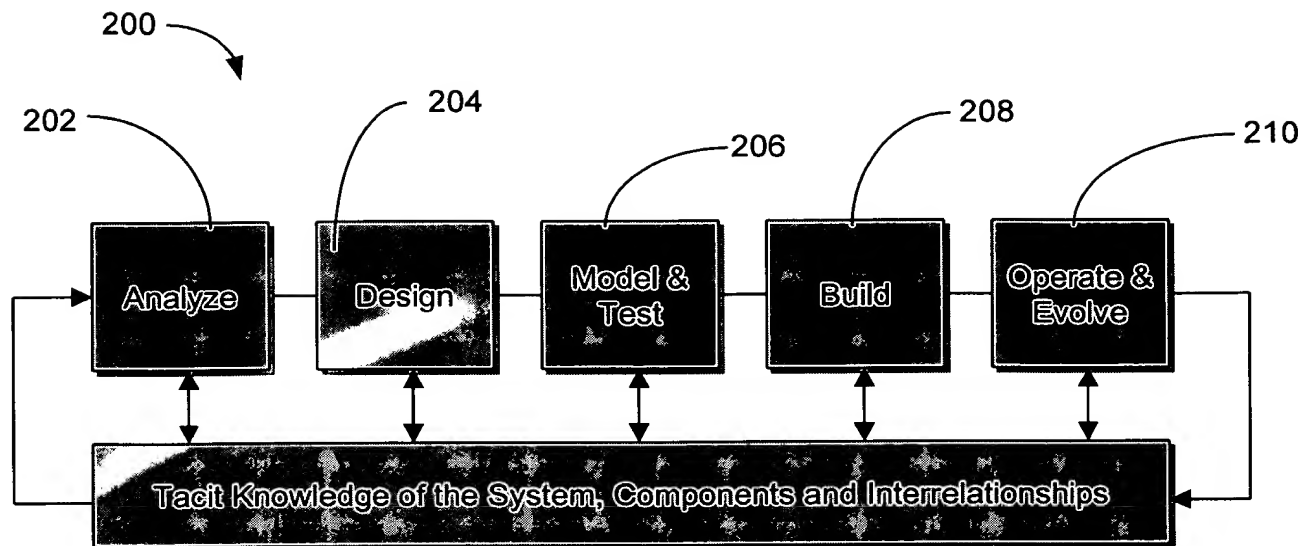 200
202
204
206
208
210
Analyze
Design
Model &
Test
Build
Operate &
Evolve
Tacit Knowledge of the System, Components and Interrelationships